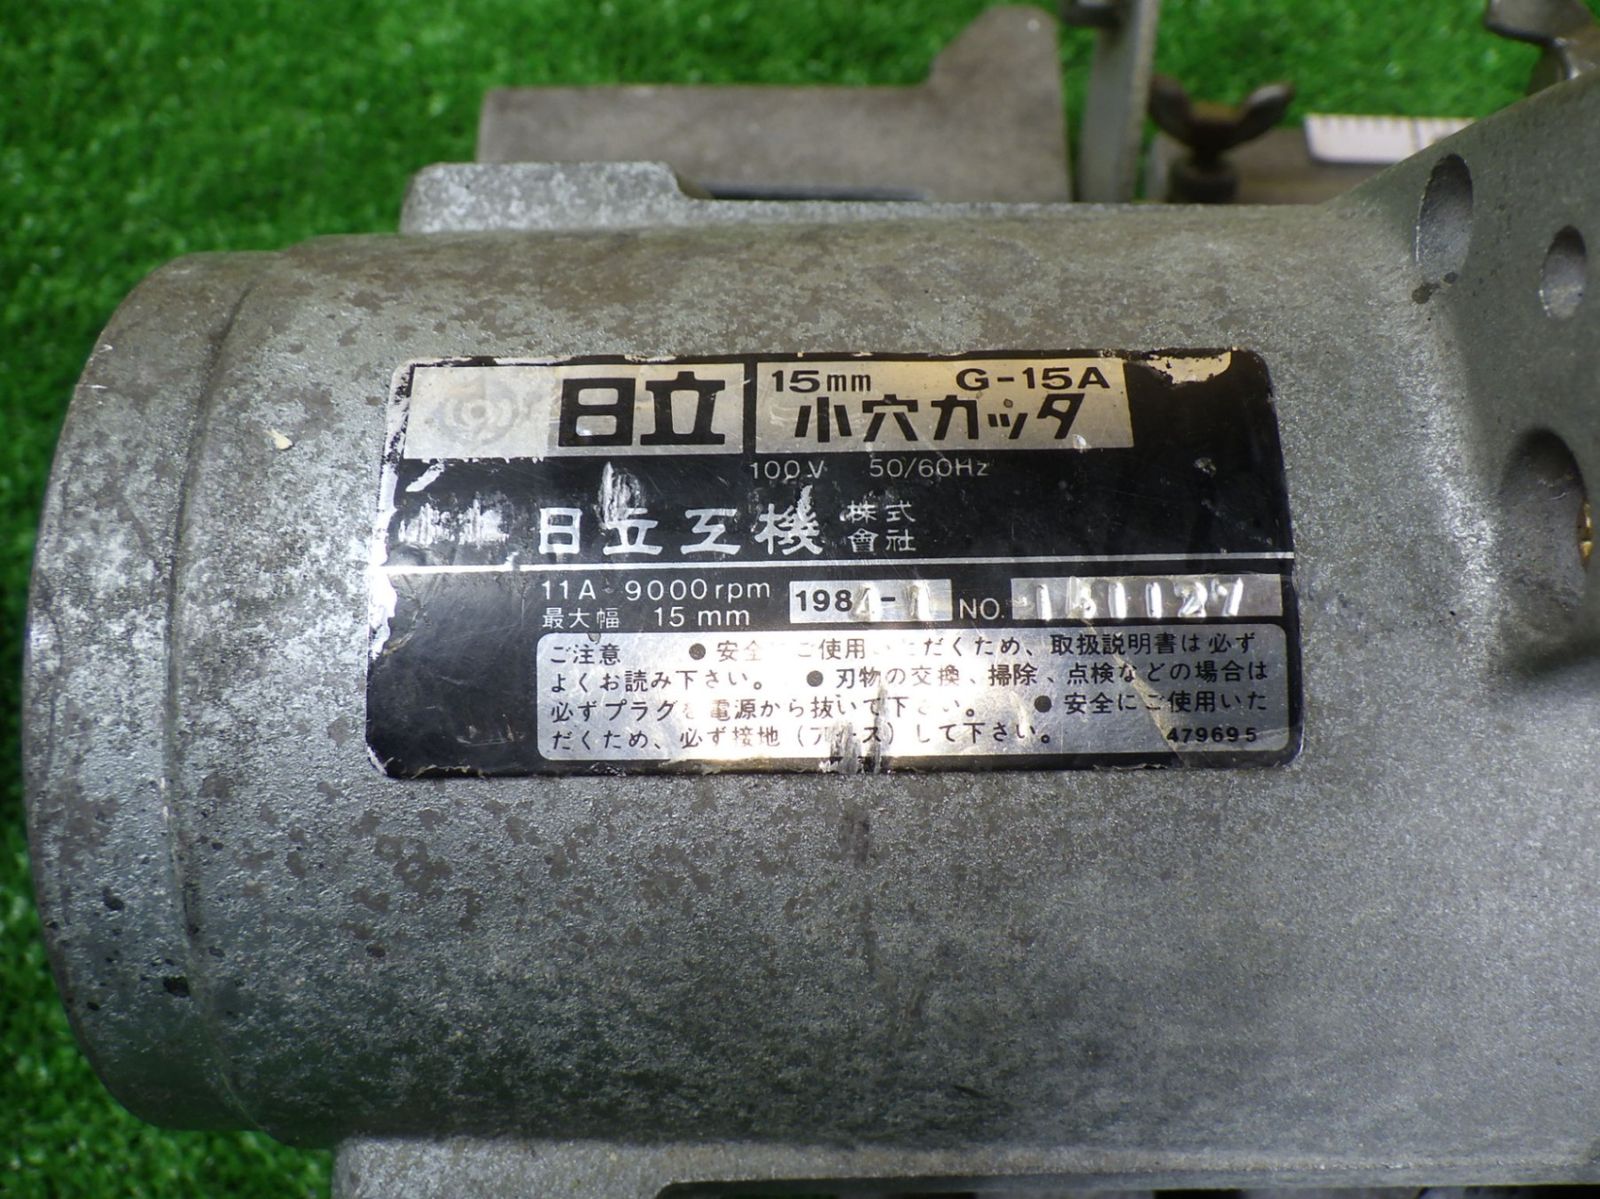 日立
15mm G-15A
小穴カッタ
100V 50/60Hz
日立工機 株式會社
11A 9000rpm
最大幅 15mm
198
NO.
ご注意 ●安全 ご使用 ただくため、取扱説明書は必ず
よくお読み下さい。 ●刃物の交換、掃除、点検などの場合は
必ずプラグを電源から抜いて下さい。 ●安全にご使用いた
だくため、必ず接地(アース)して下さい。
479695